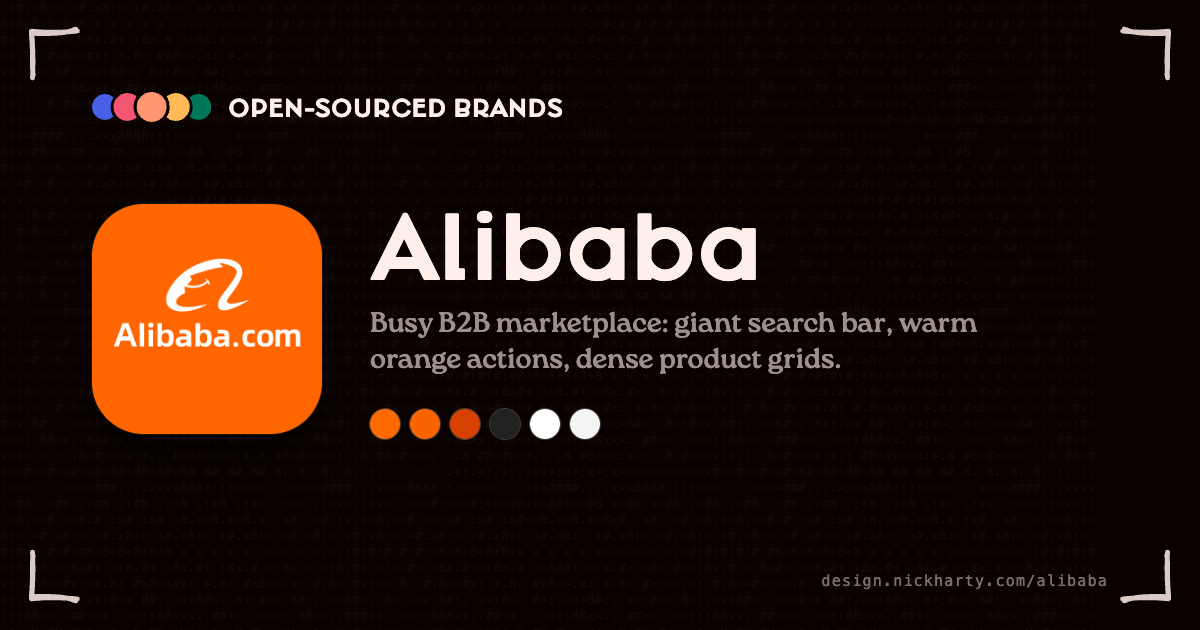 OPEN-SOURCED BRANDS
Alibaba.com
Alibaba
Busy B2B marketplace: giant search bar, warm
orange actions, dense product grids.
design.nickharty.com/alibaba